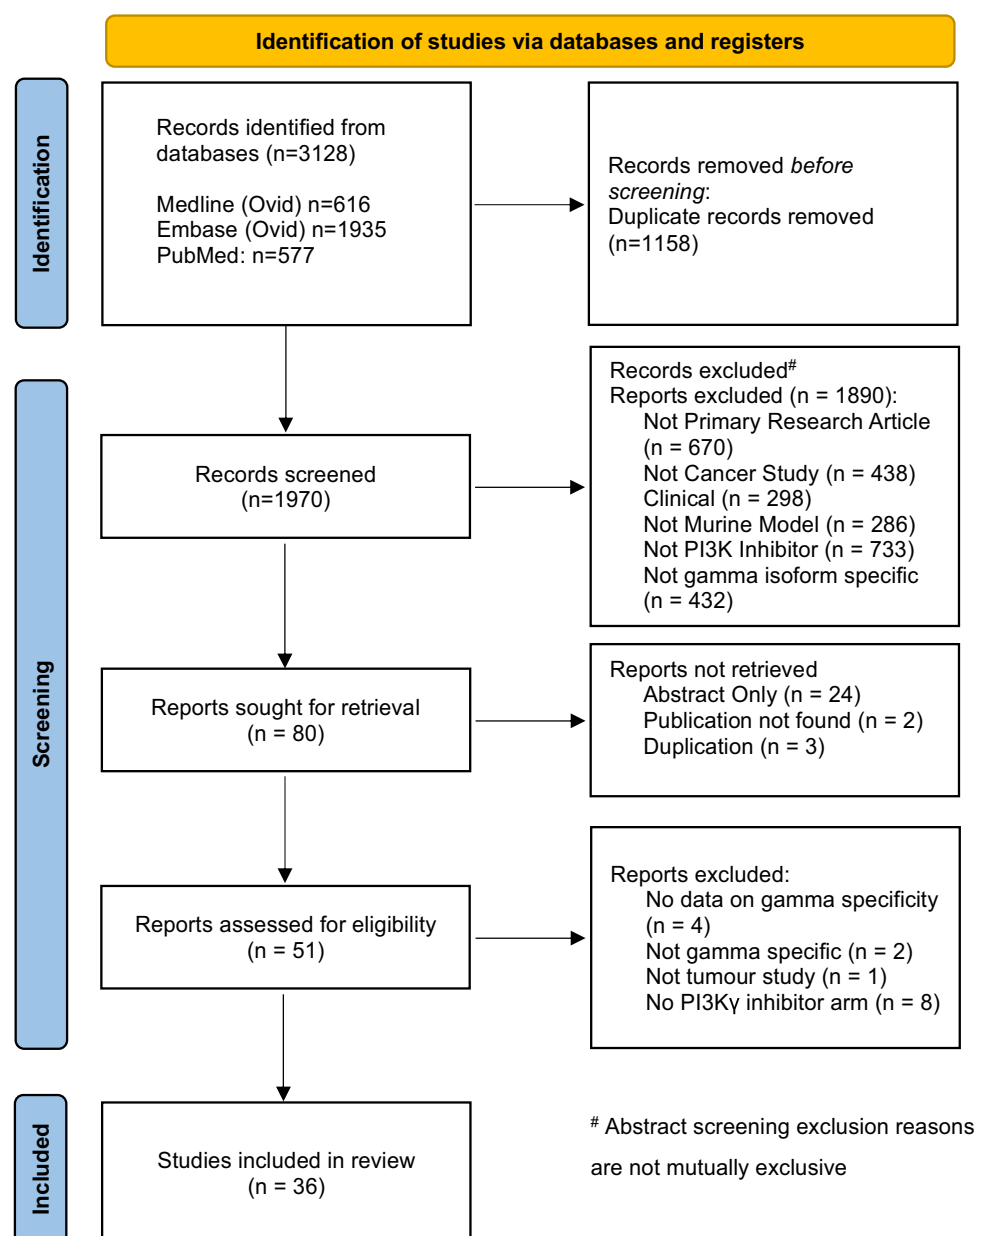 Identification of studies via databases and registers
Identification
Records identified from
databases (n=3128)
Medline (Ovid) n=616
Embase (Ovid) n=1935
PubMed: n=577
Records removed before
screening:
Duplicate records removed
(n=1158)
Screening
Records screened
(n=1970)
Records excluded#
Reports excluded (n = 1890):
Not Primary Research Article
(n = 670)
Not Cancer Study (n = 438)
Clinical (n = 298)
Not Murine Model (n = 286)
Not PI3K Inhibitor (n = 733)
Not gamma isoform specific
(n = 432)
Reports sought for retrieval
(n = 80)
Reports not retrieved
Abstract Only (n = 24)
Publication not found (n = 2)
Duplication (n = 3)
Reports assessed for eligibility
(n = 51)
Reports excluded:
No data on gamma specificity
(n = 4)
Not gamma specific (n = 2)
Not tumour study (n = 1)
No PI3Kγ inhibitor arm (n = 8)
Included
Studies included in review
(n = 36)
# Abstract screening exclusion reasons
are not mutually exclusive